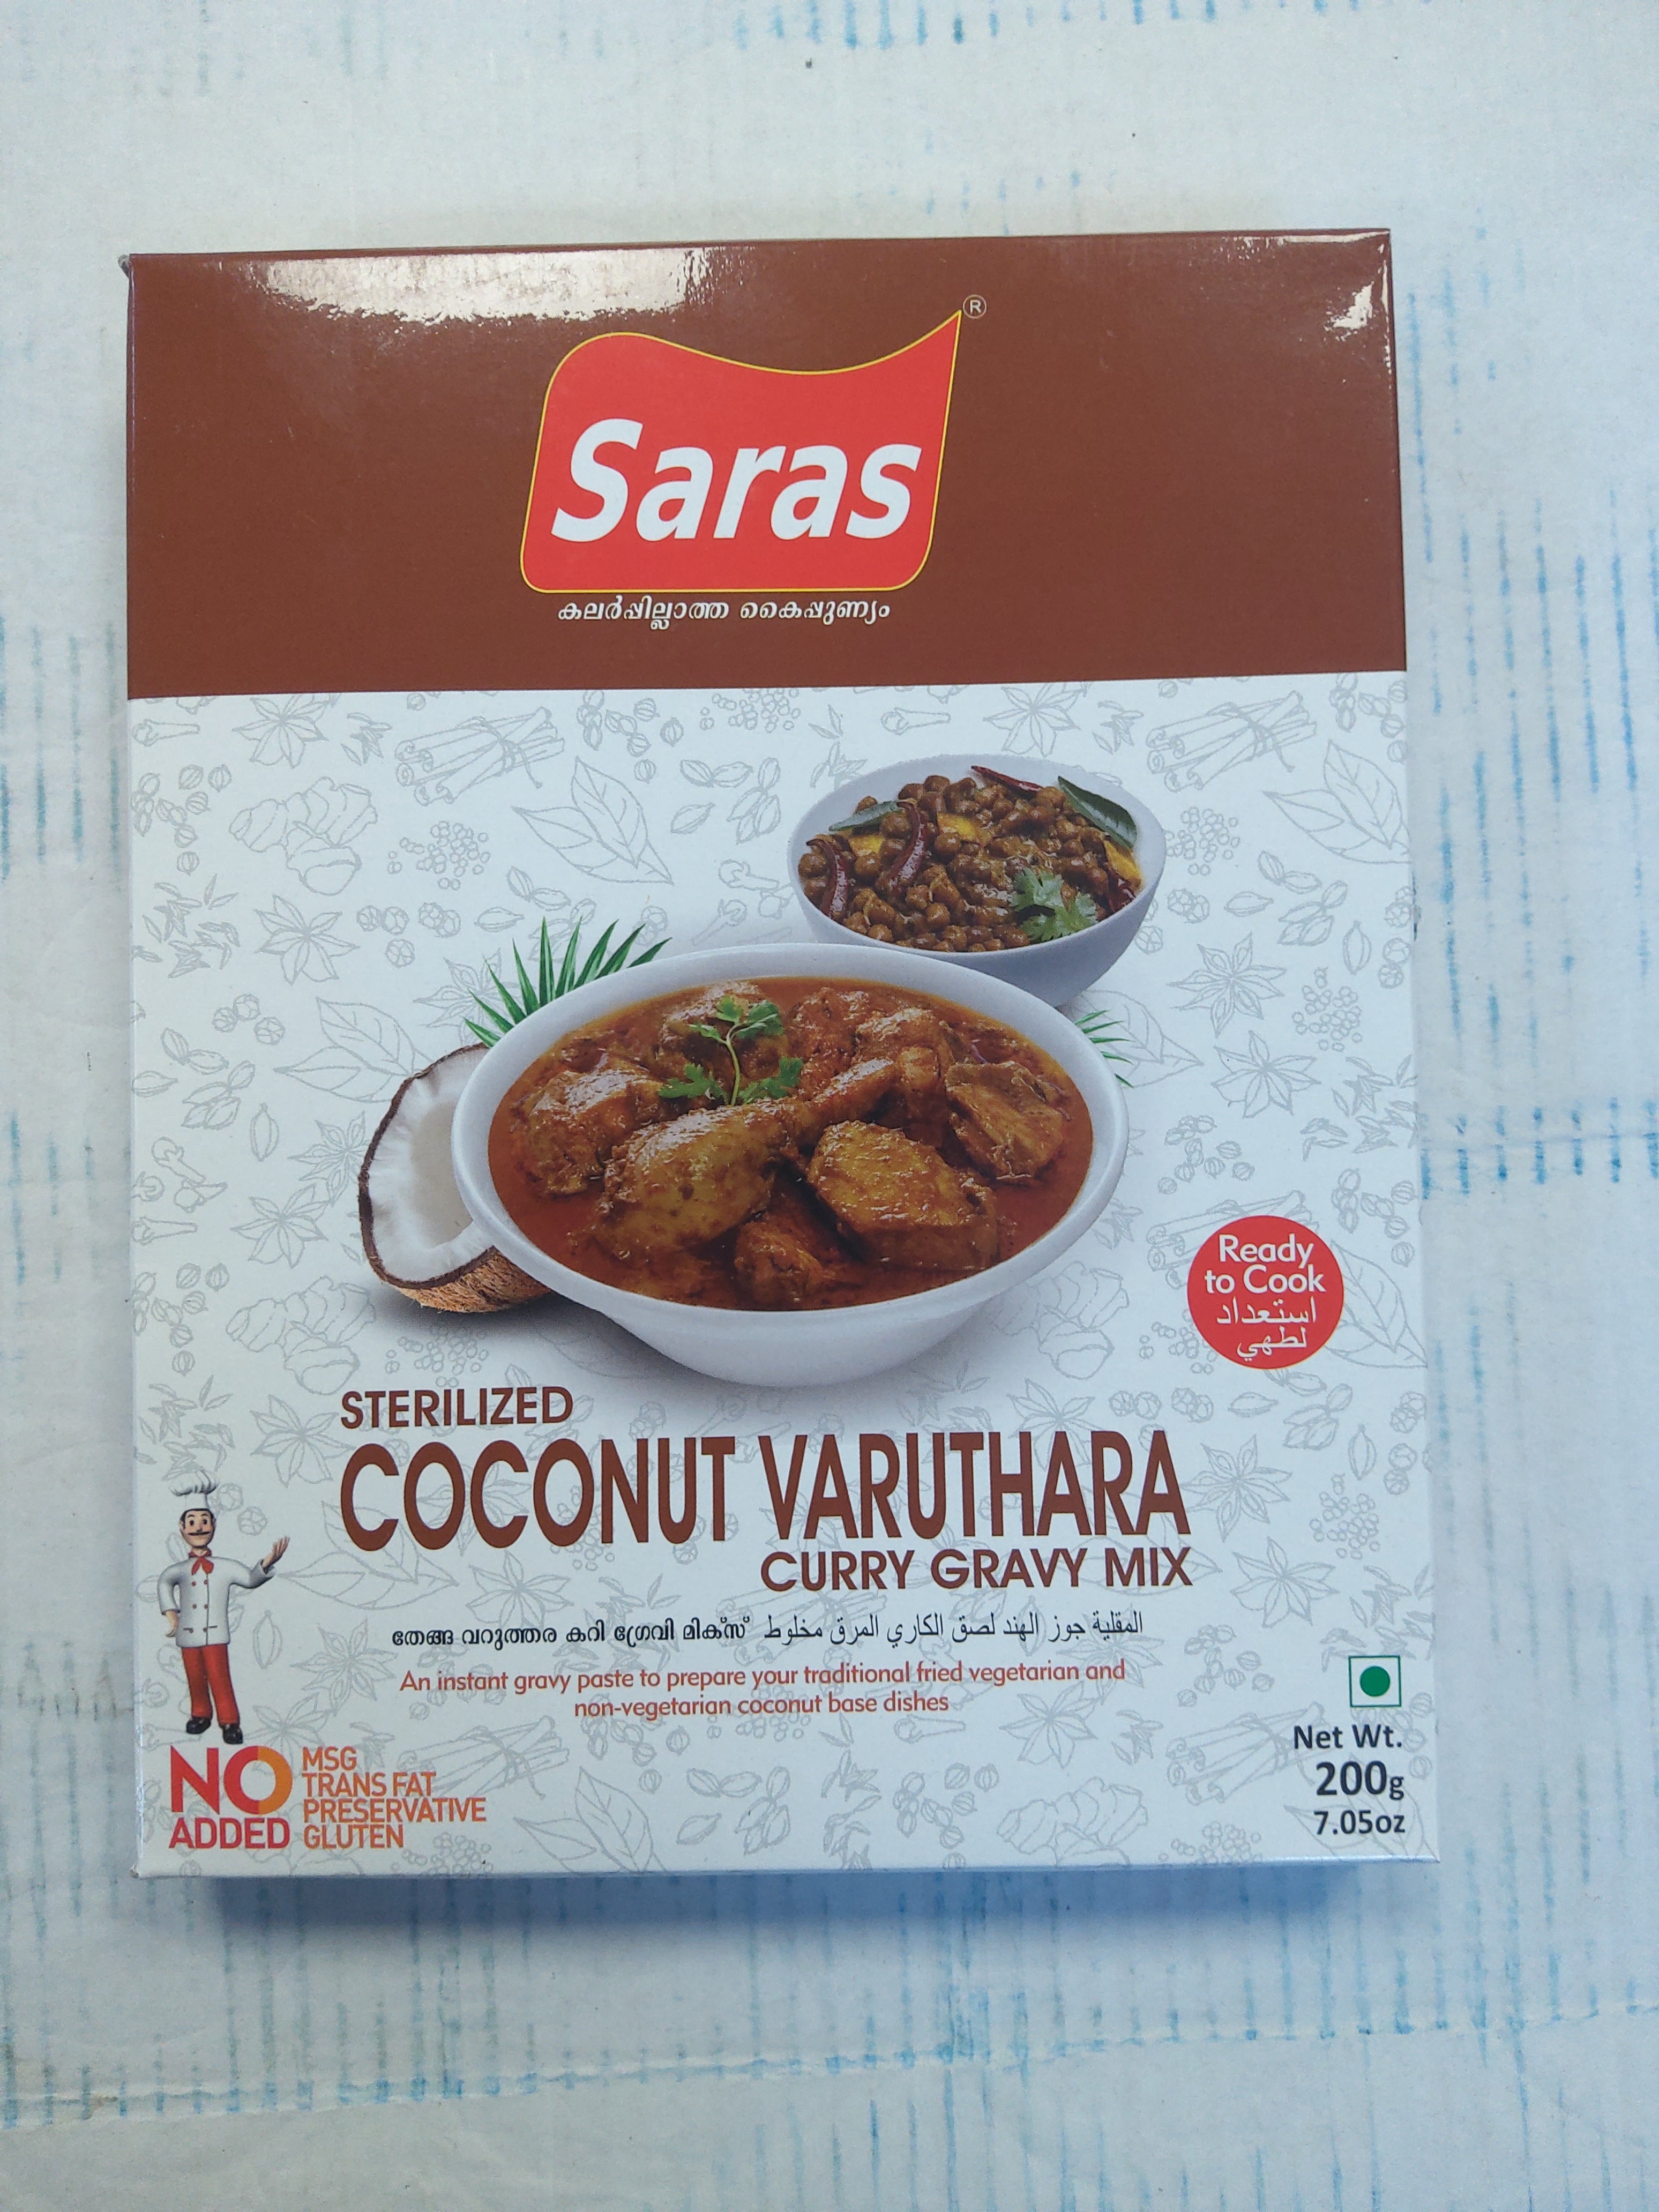 Saras ®
കലർപ്പില്ലാത്ത കൈപ്പുണ്യം
Ready
to Cook
استعداد
لطهي
STERILIZED
COCONUT VARUTHARA
CURRY GRAVY MIX
തേങ്ങ വറുത്തര കറി ഗ്രേവി മിക്സ് المقلية جوز الهند لصق الكاري المرق مخلوط
An instant gravy paste to prepare your traditional fried vegetarian and
non-vegetarian coconut base dishes
NO ADDED
MSG
TRANS FAT
PRESERVATIVE
GLUTEN
Net Wt.
200g
7.05oz